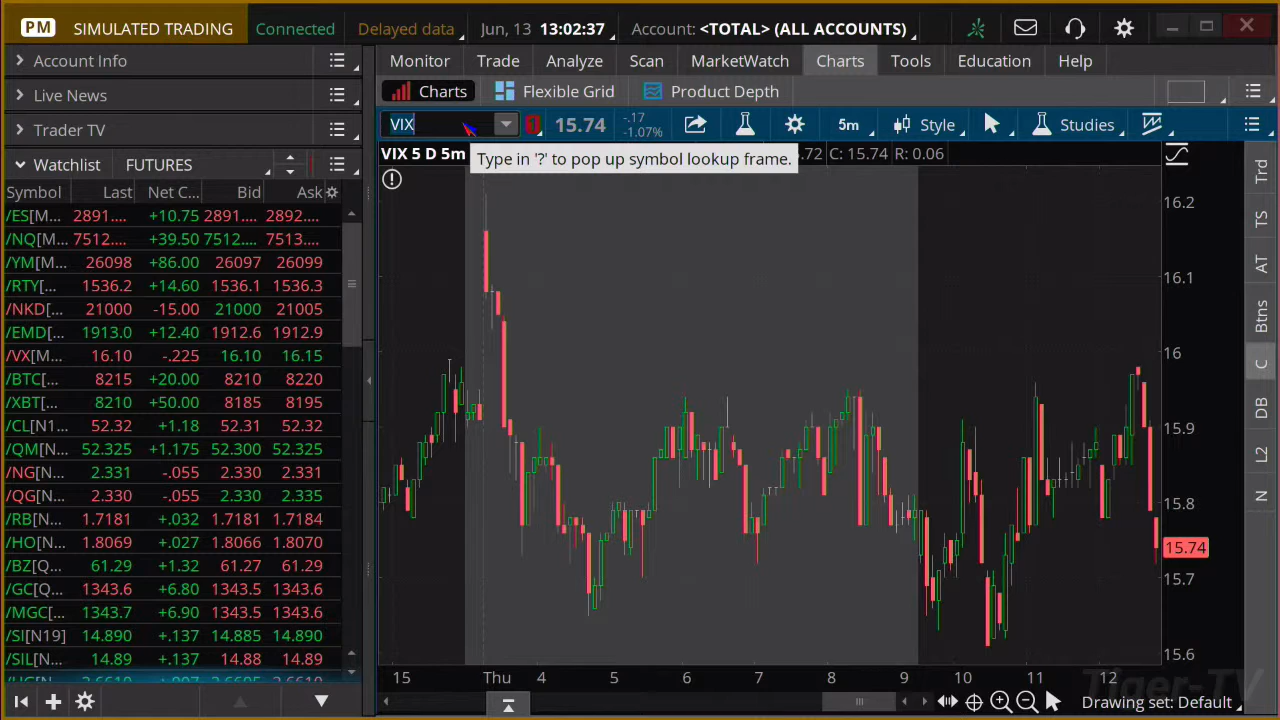 PM SIMULATED TRADING Connected Delayed data Jun, 13 13:02:37 Account: <TOTAL> (ALL ACCOUNTS)
Account Info
Live News
Trader TV
Watchlist FUTURES
Symbol Last Net C... Bid Ask
/ES[M... 2891.... +10.75 2891.... 2892....
/NQ[M... 7512.... +39.50 7512.... 7513....
/YM[M... 26098 +86.00 26097 26099
/RTY[... 1536.2 +14.60 1536.1 1536.3
/NKD[... 21000 -15.00 21000 21005
/EMD[... 1913.0 +12.40 1912.6 1912.9
/VX[M... 16.10 -.225 16.10 16.15
/BTC[... 8215 +20.00 8210 8220
/XBT[... 8210 +50.00 8185 8195
/CL[N1... 52.32 +1.18 52.31 52.32
/QM[N... 52.325 +1.175 52.300 52.325
/NG[N... 2.331 -.055 2.330 2.331
/QG[N... 2.330 -.055 2.330 2.335
/RB[N... 1.7181 +.032 1.7181 1.7184
/HO[N... 1.8069 +.027 1.8066 1.8070
/BZ[Q... 61.29 +1.32 61.27 61.29
/GC[Q... 1343.6 +6.80 1343.5 1343.6
/MGC[... 1343.7 +6.90 1343.5 1343.6
/SI[N19] 14.890 +.137 14.885 14.890
/SIL[N... 14.89 +.137 14.88 14.89
Monitor Trade Analyze Scan MarketWatch Charts Tools Education Help
Charts Flexible Grid Product Depth
VIX 15.74 -.17 -1.07% 5m Style Studies
VIX 5 D 5m .72 C: 15.74 R: 0.06
Type in '?' to pop up symbol lookup frame.
16.2
16.1
16
15.9
15.8
15.74
15.7
15.6
15 Thu 4 5 6 7 8 9 10 11 12
Trd
TS
AT
Btns
C
DB
L2
N
Tiger-TV
Drawing set: Default